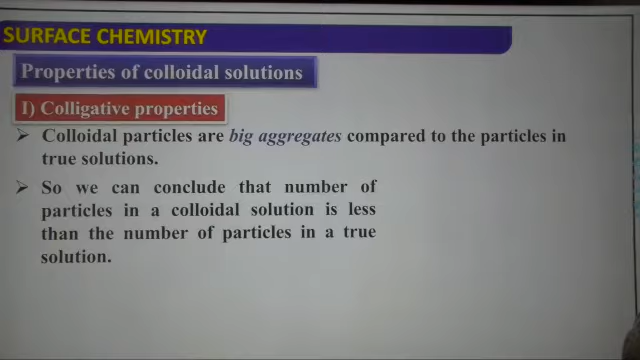 SURFACE CHEMISTRY
Properties of colloidal solutions
I) Colligative properties
➢ Colloidal particles are big aggregates compared to the particles in
true solutions.
➢ So we can conclude that number of
particles in a colloidal solution is less
than the number of particles in a true
solution.